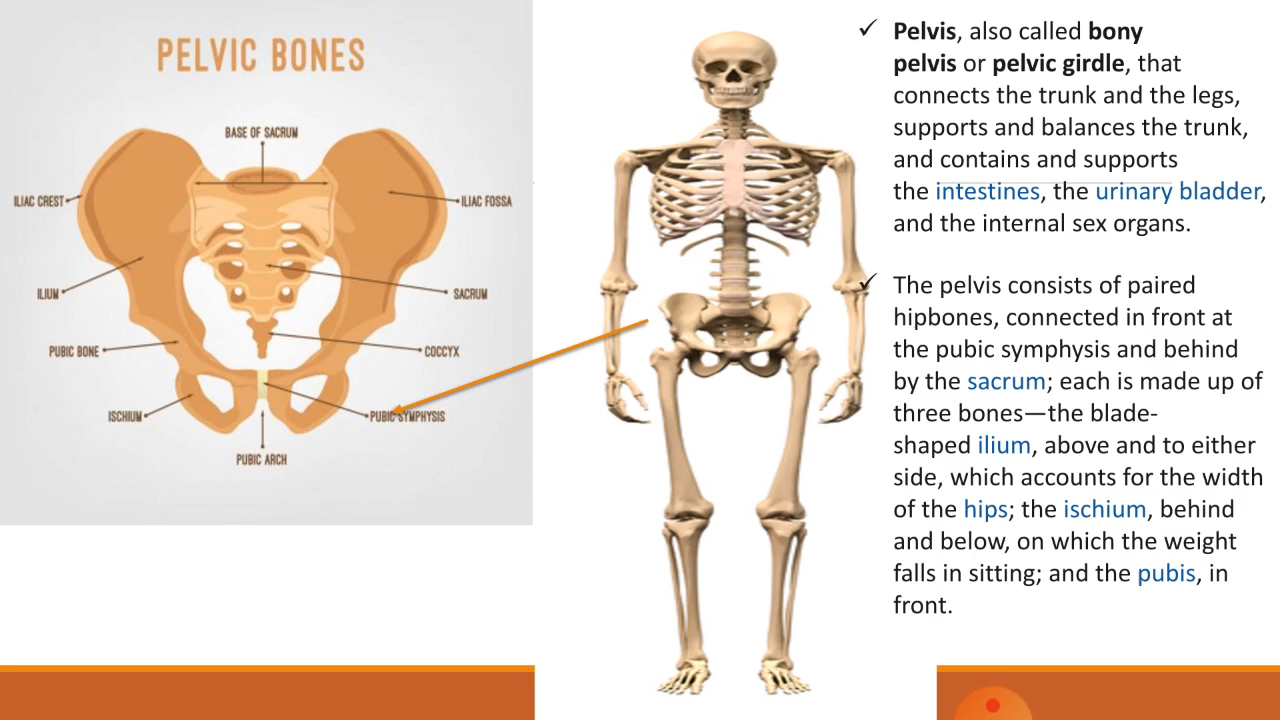 PELVIC BONES
BASE OF SACRUM
ILIAC CREST
ILIAC FOSSA
ILIUM
SACRUM
PUBIC BONE
COCCYX
ISCHIUM
PUBIC SYMPHYSIS
PUBIC ARCH
✓ Pelvis, also called bony
pelvis or pelvic girdle, that
connects the trunk and the legs,
supports and balances the trunk,
and contains and supports
the intestines, the urinary bladder,
and the internal sex organs.
✓ The pelvis consists of paired
hipbones, connected in front at
the pubic symphysis and behind
by the sacrum; each is made up of
three bones—the blade-
shaped ilium, above and to either
side, which accounts for the width
of the hips; the ischium, behind
and below, on which the weight
falls in sitting; and the pubis, in
front.